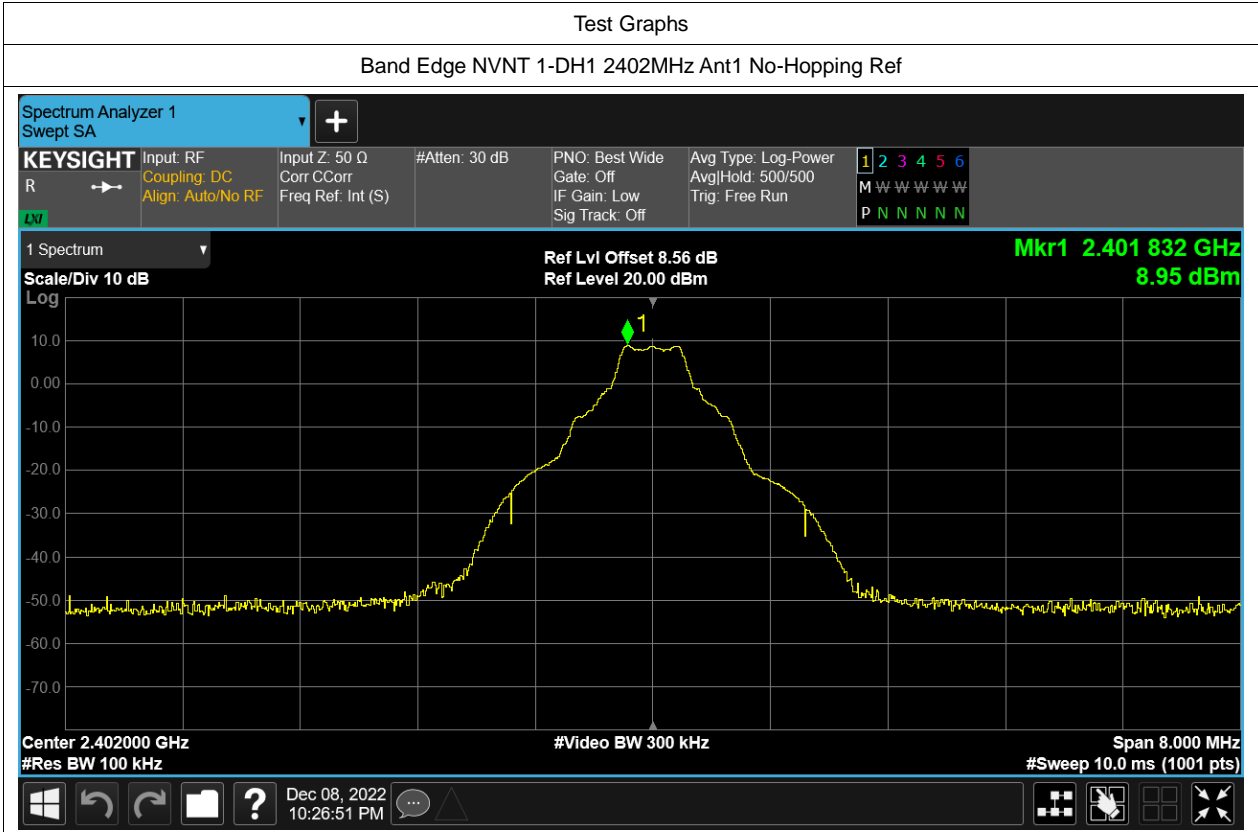 Test Graphs
Band Edge NVNT 1-DH1 2402MHz Ant1 No-Hopping Ref
Spectrum Analyzer 1
Swept SA
KEYSIGHT
R
LXI
Input: RF
Coupling: DC
Align: Auto/No RF
Input Z: 50 Ω
Corr CCorr
Freq Ref: Int (S)
#Atten: 30 dB
PNO: Best Wide
Gate: Off
IF Gain: Low
Sig Track: Off
Avg Type: Log-Power
Avg|Hold: 500/500
Trig: Free Run
1 2 3 4 5 6
M W W W W W
P N N N N N
1 Spectrum
Scale/Div 10 dB
Ref Lvl Offset 8.56 dB
Ref Level 20.00 dBm
Mkr1 2.401 832 GHz
8.95 dBm
Log
1
10.0
0.00
-10.0
-20.0
-30.0
-40.0
-50.0
-60.0
-70.0
Center 2.402000 GHz
#Res BW 100 kHz
#Video BW 300 kHz
Span 8.000 MHz
#Sweep 10.0 ms (1001 pts)
?
Dec 08, 2022
10:26:51 PM